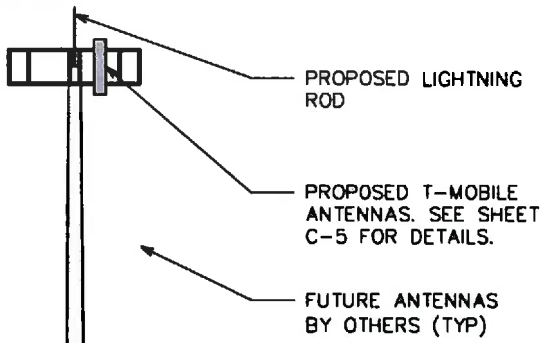 PROPOSED LIGHTNING
ROD
PROPOSED T-MOBILE
ANTENNAS. SEE SHEET
C-5 FOR DETAILS.
FUTURE ANTENNAS
BY OTHERS (TYP)